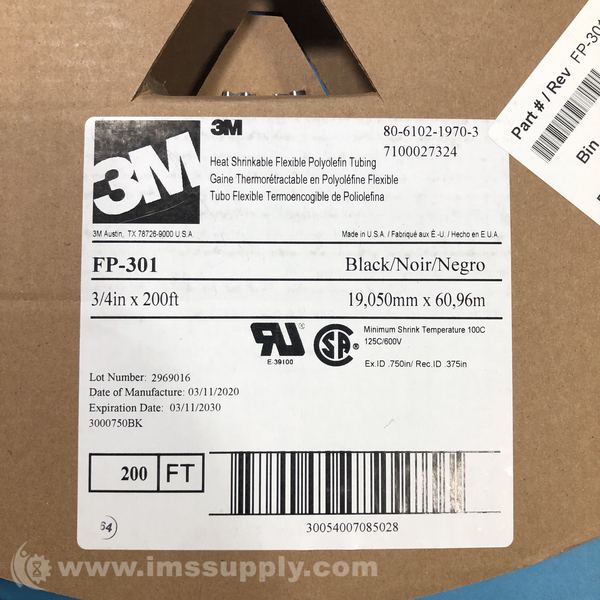 3M
3M
80-6102-1970-3
7100027324
Heat Shrinkable Flexible Polyolefin Tubing
Gaine Thermorétractable en Polyoléfine Flexible
Tubo Flexible Termoencogible de Poliolefina
3M Austin, TX 78726-9000 U.S.A.
Made in U.S.A. / Fabriqué aux É.-U. / Hecho en E.U.A.
FP-301
Black/Noir/Negro
3/4in x 200ft
19,050mm x 60,96m
E-39100
SA
Minimum Shrink Temperature 100C
125C/600V
Ex.ID .750in/ Rec.ID .375in
Lot Number: 2969016
Date of Manufacture: 03/11/2020
Expiration Date: 03/11/2030
3000750BK
200 FT
64
30054007085028
Part # / Rev FP-301
Bin
www.imssupply.com